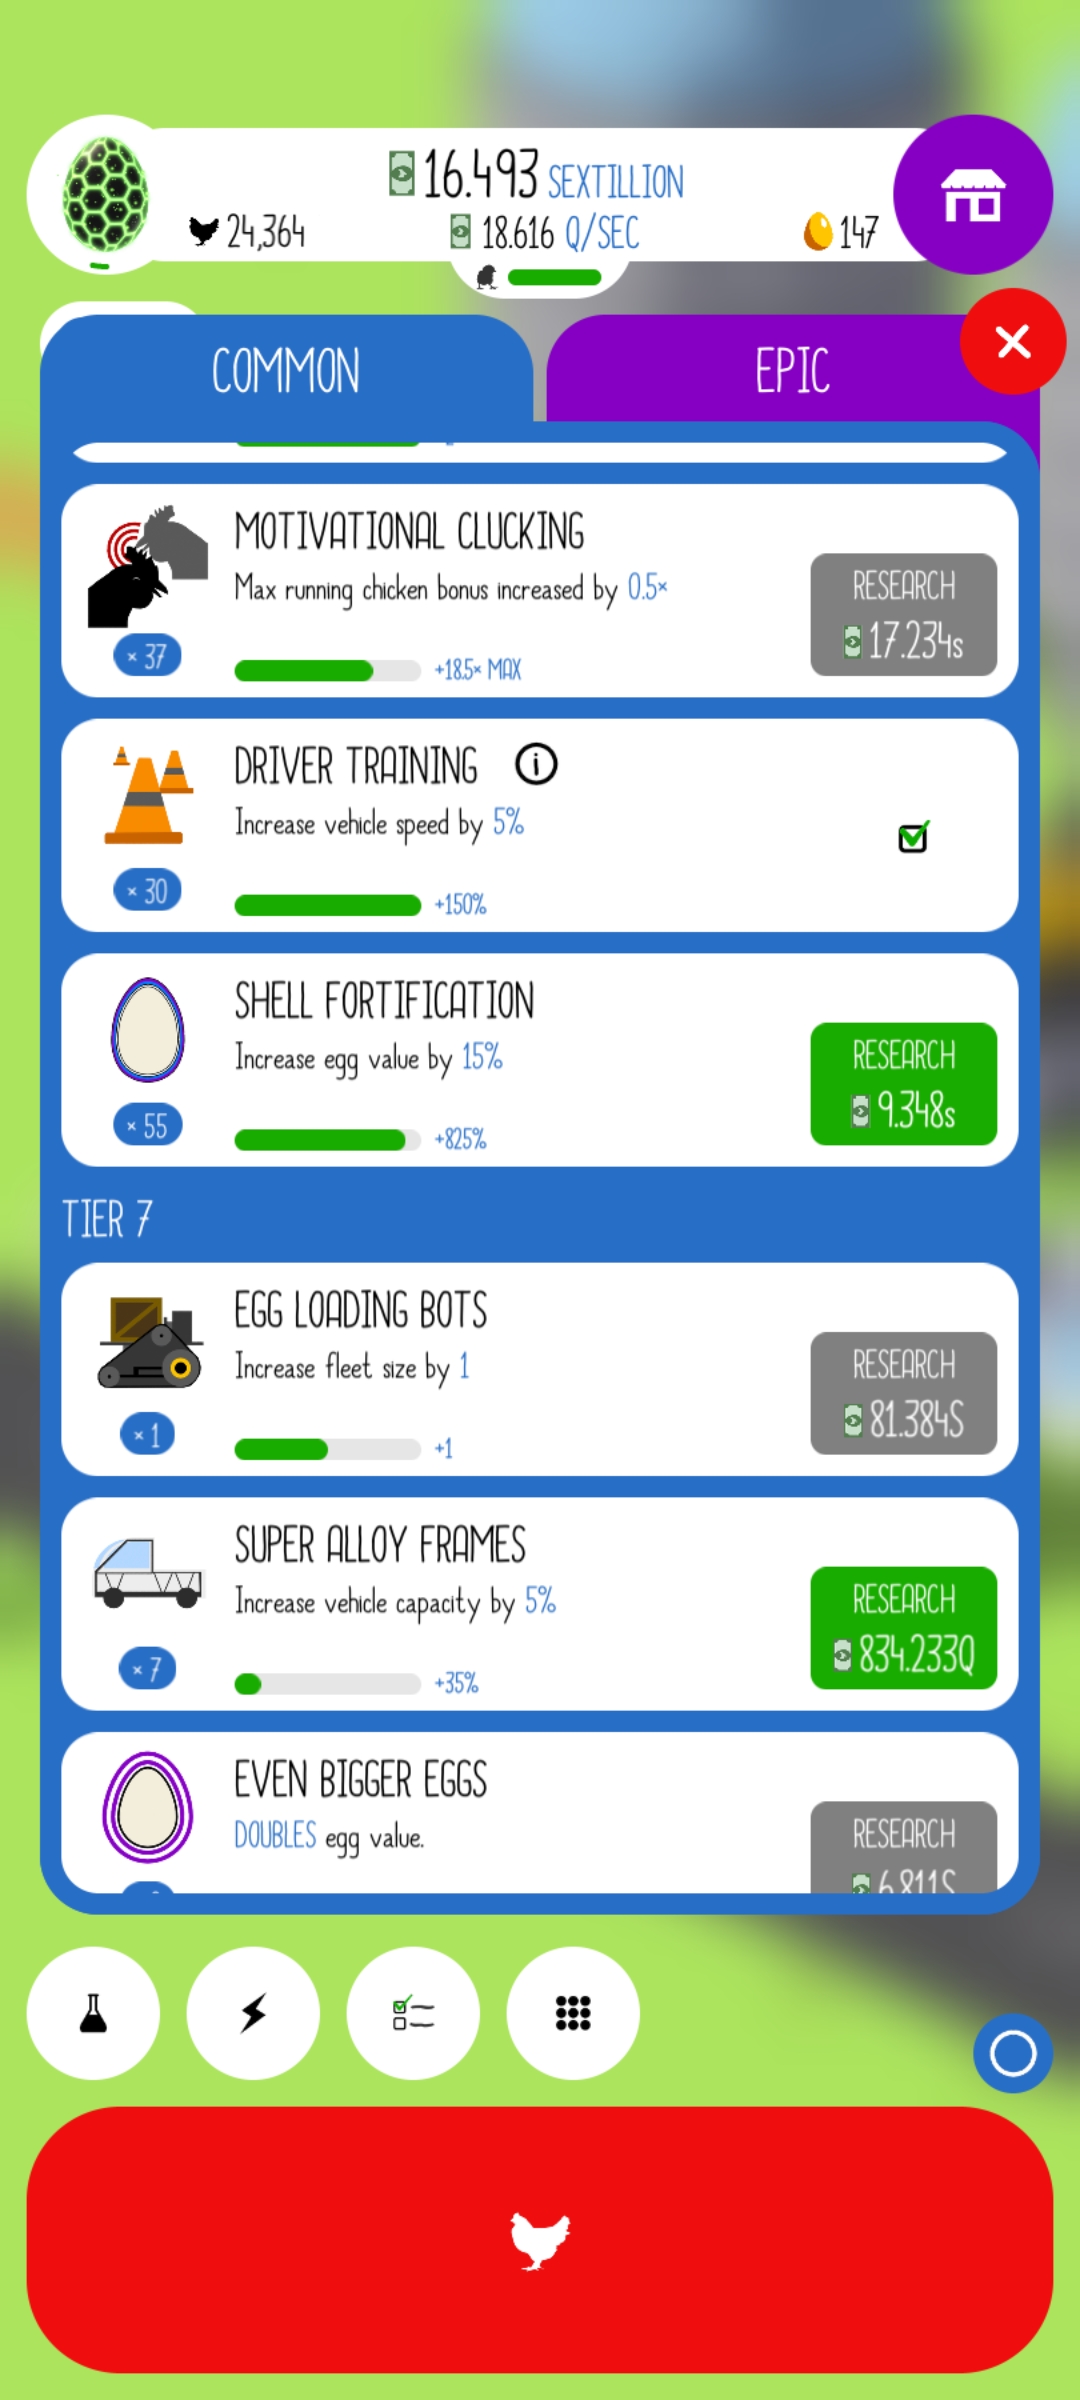 16.493 SEXTILLION
24,364 18.616 Q/SEC 147
COMMON EPIC
MOTIVATIONAL CLUCKING
Max running chicken bonus increased by 0.5×
× 37
+18.5× MAX
RESEARCH
17.234s
DRIVER TRAINING i
Increase vehicle speed by 5%
× 30
+150%
SHELL FORTIFICATION
Increase egg value by 15%
× 55
+825%
RESEARCH
9.348s
TIER 7
EGG LOADING BOTS
Increase fleet size by 1
× 1
+1
RESEARCH
81.384S
SUPER ALLOY FRAMES
Increase vehicle capacity by 5%
× 7
+35%
RESEARCH
834.233Q
EVEN BIGGER EGGS
DOUBLES egg value.
RESEARCH
6.811S